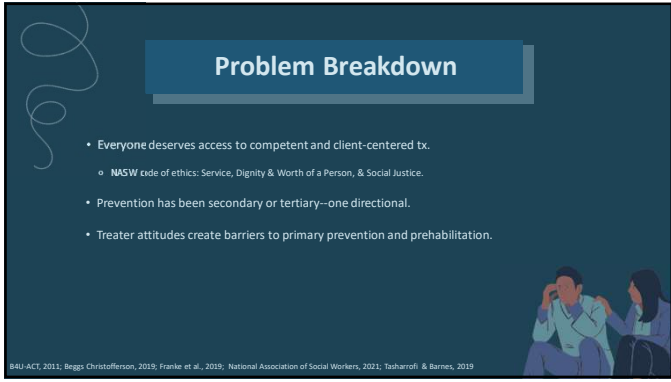 Problem Breakdown
• Everyone deserves access to competent and client-centered tx.
o NASW code of ethics: Service, Dignity & Worth of a Person, & Social Justice.
• Prevention has been secondary or tertiary--one directional.
• Treater attitudes create barriers to primary prevention and prehabilitation.
B4U-ACT, 2011; Beggs Christofferson, 2019; Franke et al., 2019; National Association of Social Workers, 2021; Tasharrofi & Barnes, 2019